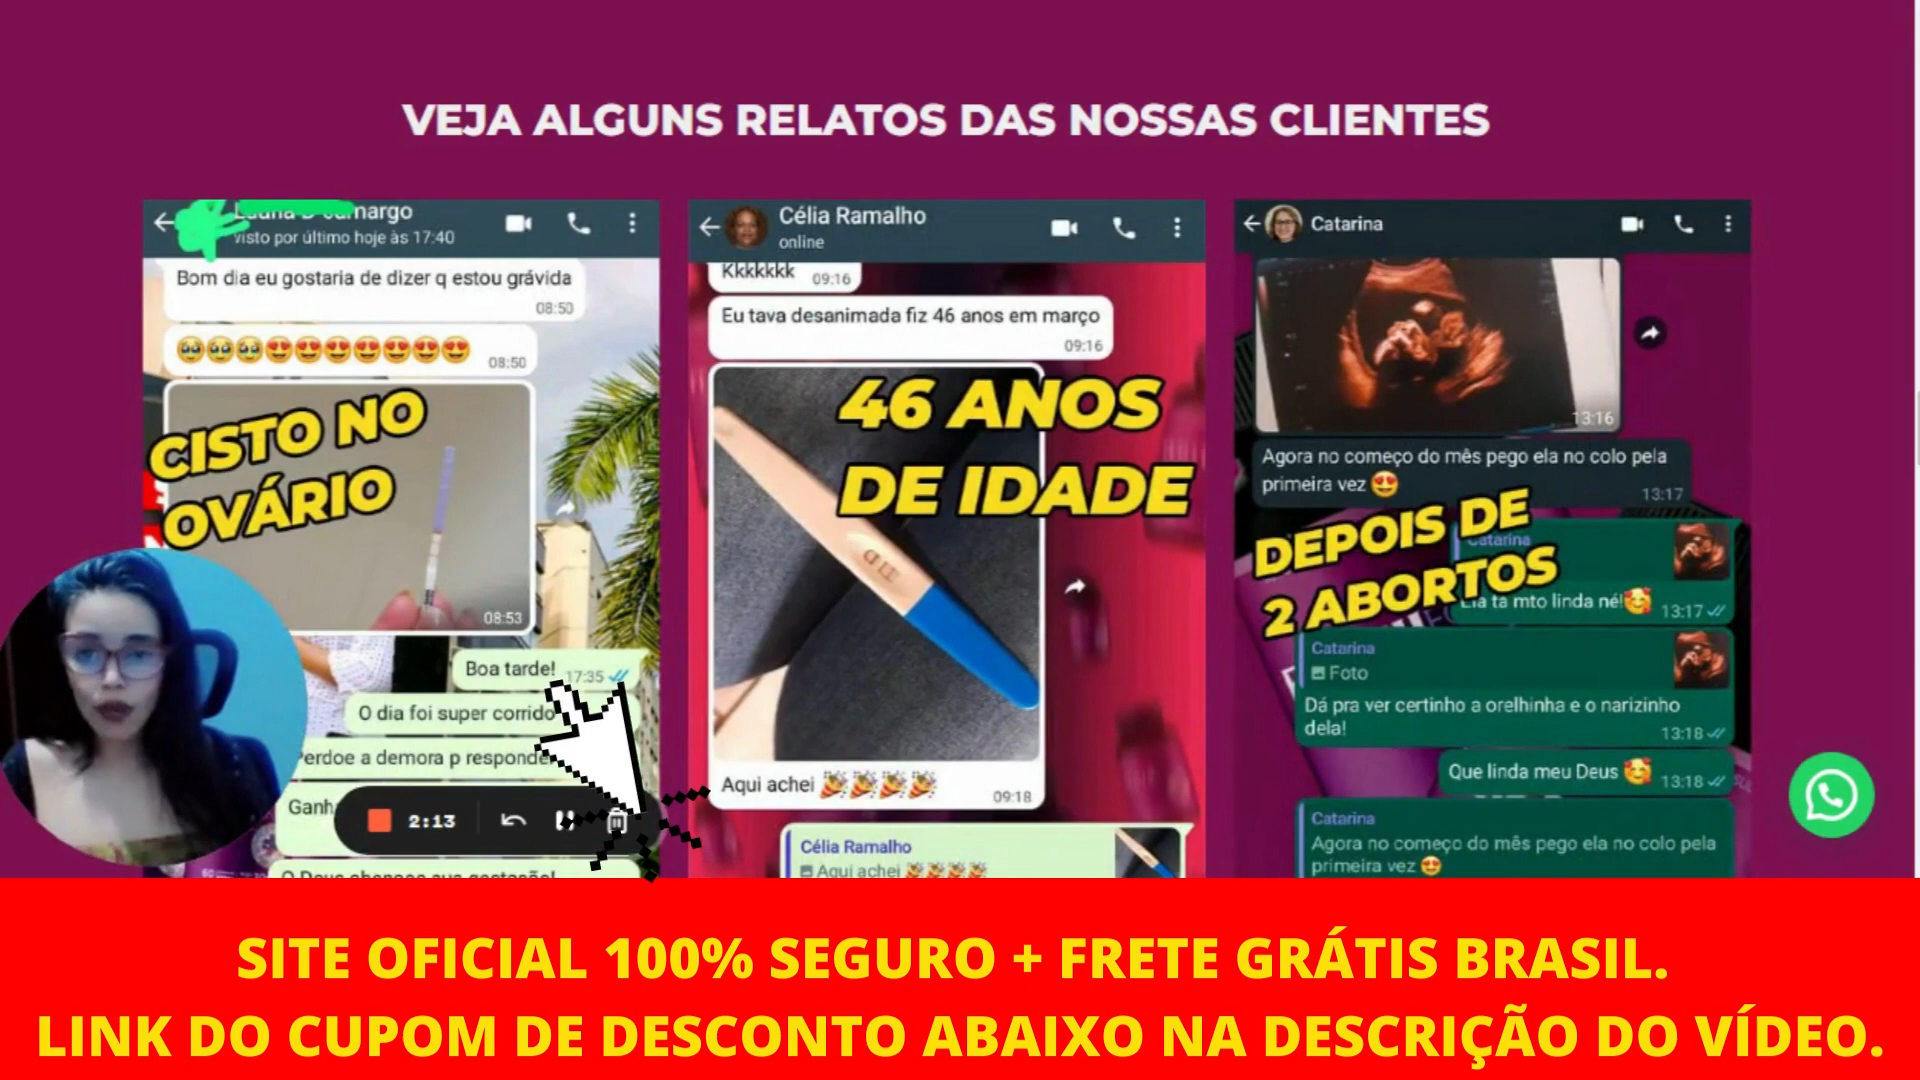 VEJA ALGUNS RELATOS DAS NOSSAS CLIENTES
visto por último hoje às 17:40
Bom dia eu gostaria de dizer q estou grávida
08:50
🥹🥹🥹😍😍😍😍😍😍😍 08:50
CISTO NO
OVÁRIO
08:53
Boa tarde! 17:35
O dia foi super corrido
Perdoe a demora p responder
Ganh
2:13
Célia Ramalho
online
Kkkkkkk 09:16
Eu tava desanimada fiz 46 anos em março
09:16
46 ANOS
DE IDADE
Aqui achei 🎉🎉🎉🎉 09:18
Célia Ramalho
Aqui achei 🎉🎉🎉🎉
Catarina
13:16
Agora no começo do mês pego ela no colo pela
primeira vez 😍 13:17
DEPOIS DE
2 ABORTOS
Catarina
Ela ta mto linda né!🥰 13:17
Catarina
Foto
Dá pra ver certinho a orelhinha e o narizinho
dela! 13:18
Que linda meu Deus 🥰 13:18
Catarina
Agora no começo do mês pego ela no colo pela
primeira vez 😍
SITE OFICIAL 100% SEGURO + FRETE GRÁTIS BRASIL.
LINK DO CUPOM DE DESCONTO ABAIXO NA DESCRIÇÃO DO VÍDEO.